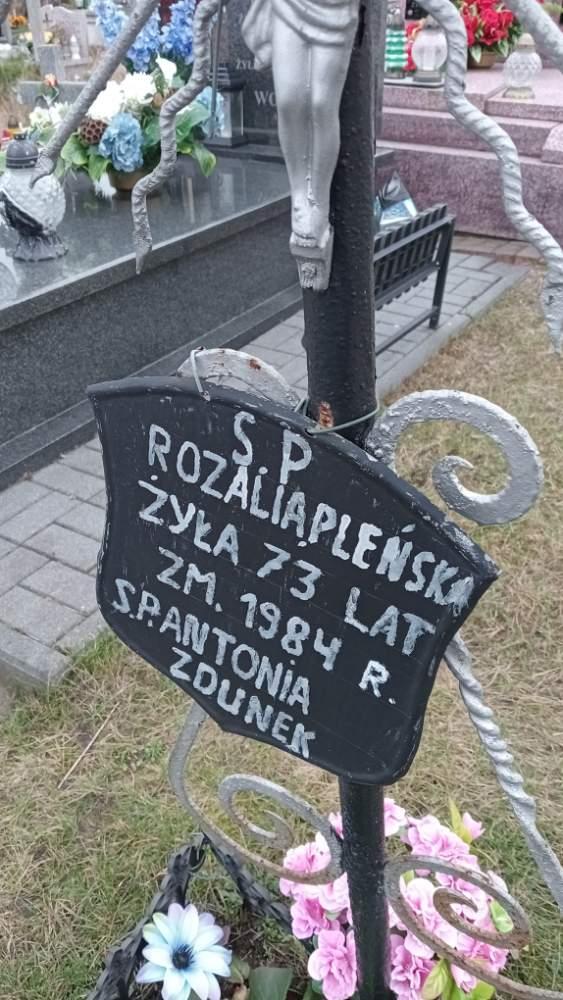 Ś.P
ROZALIA PLEŃSKA
ŻYŁA 73 LAT
ZM. 1984 R.
S.P. ANTONIA
ZDUNEK